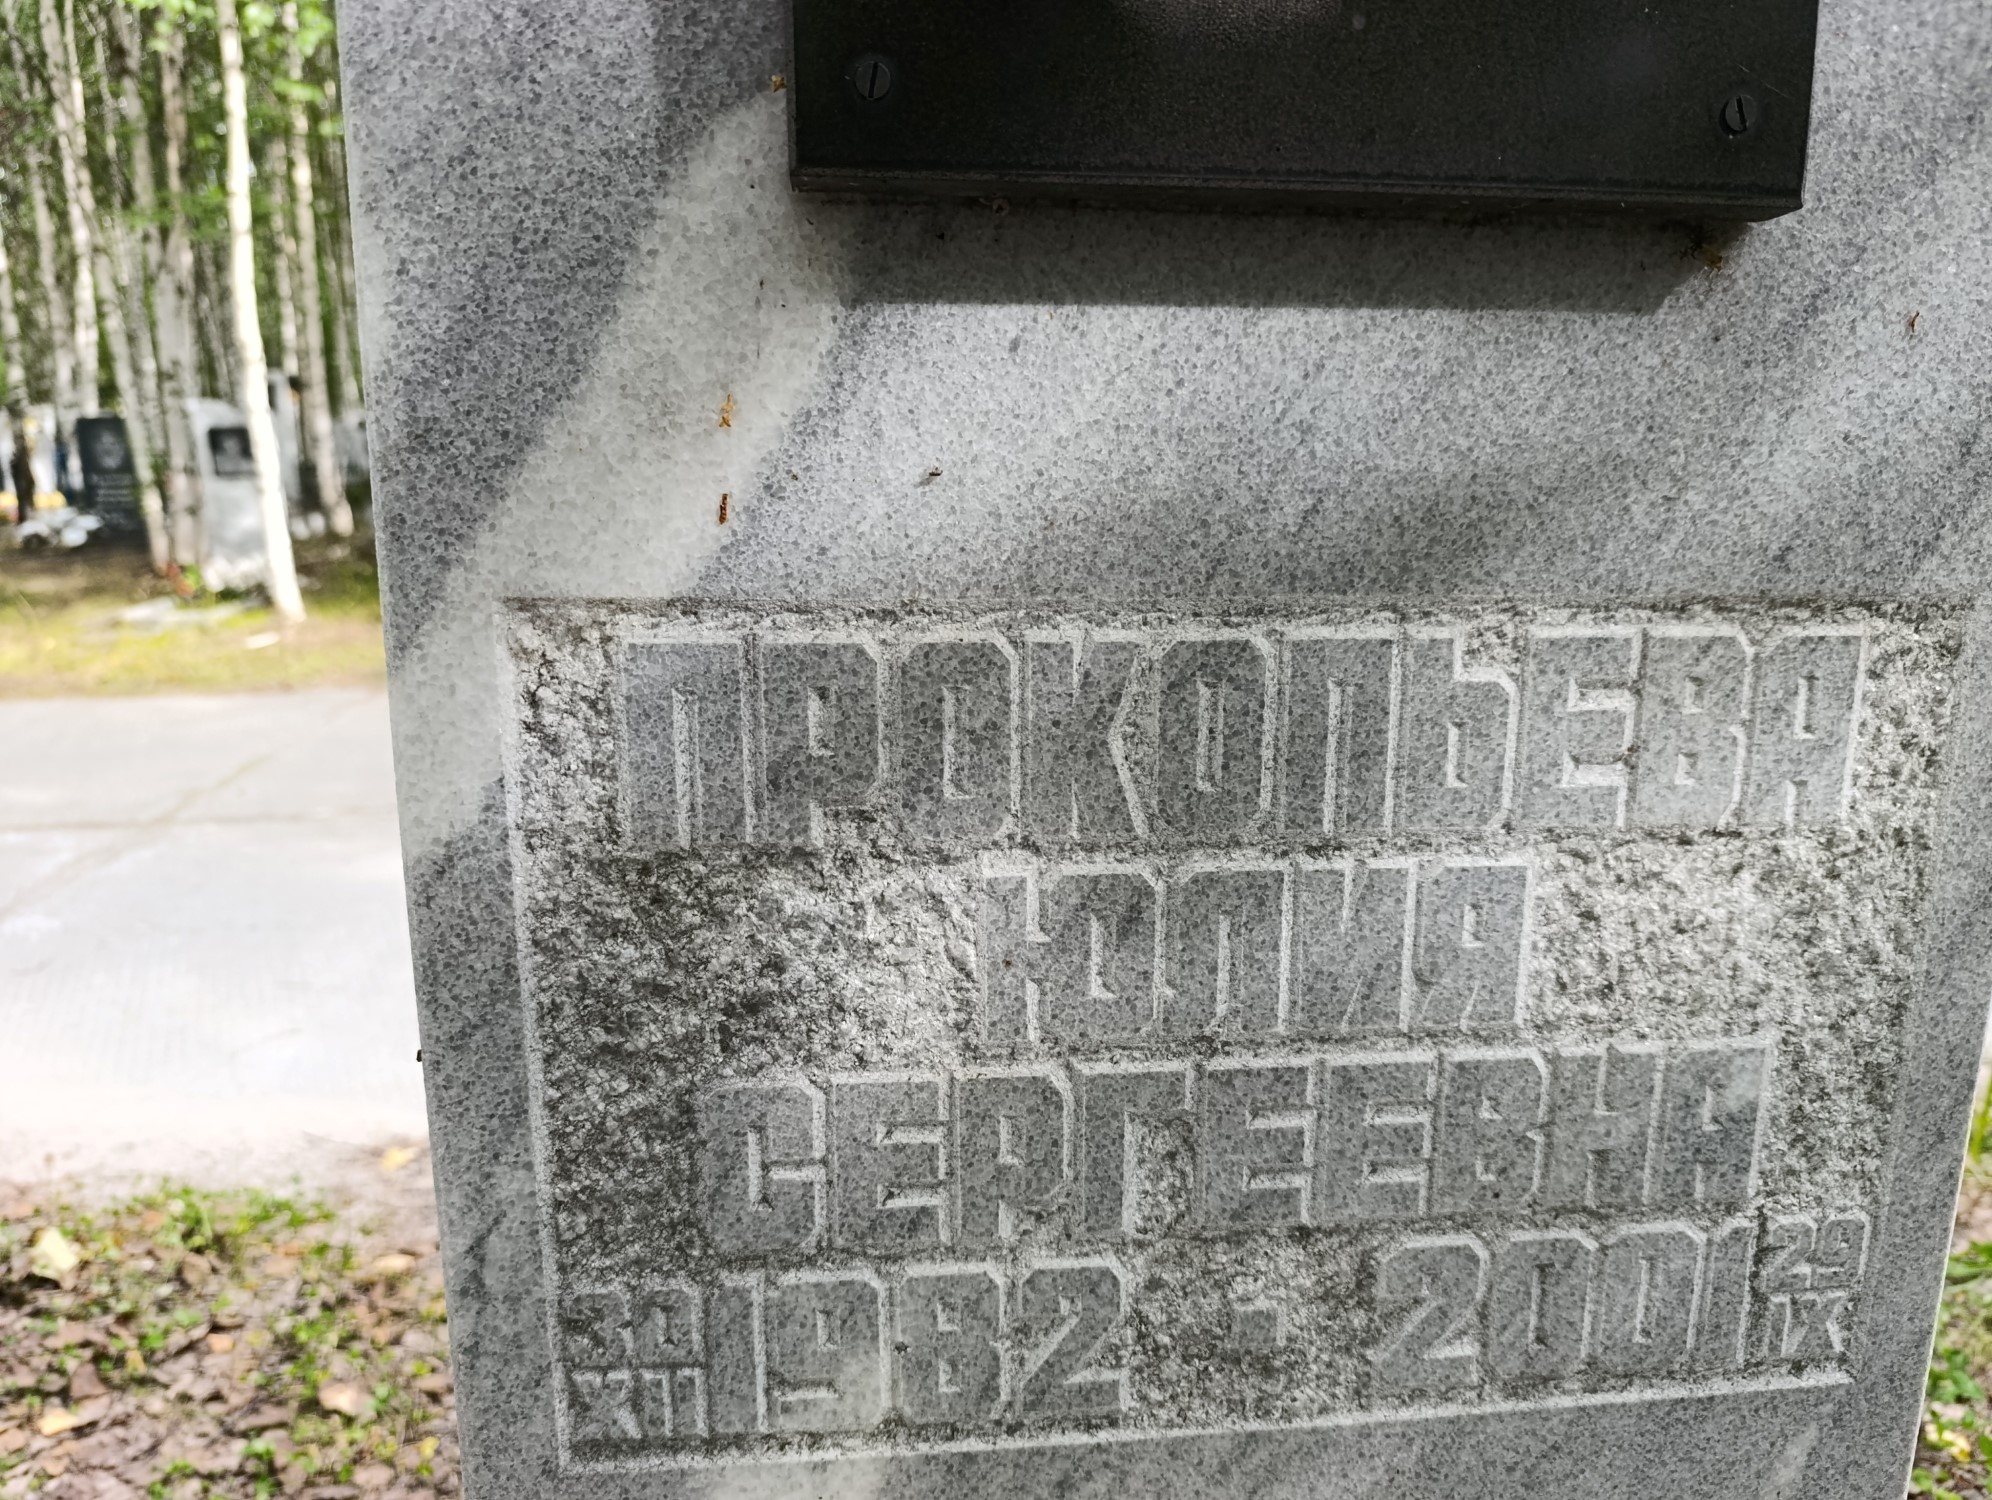 ПРОКОПЬЕВА
ЮЛИЯ
СЕРГЕЕВНА
30 XII 1982 - 2001 29 IX